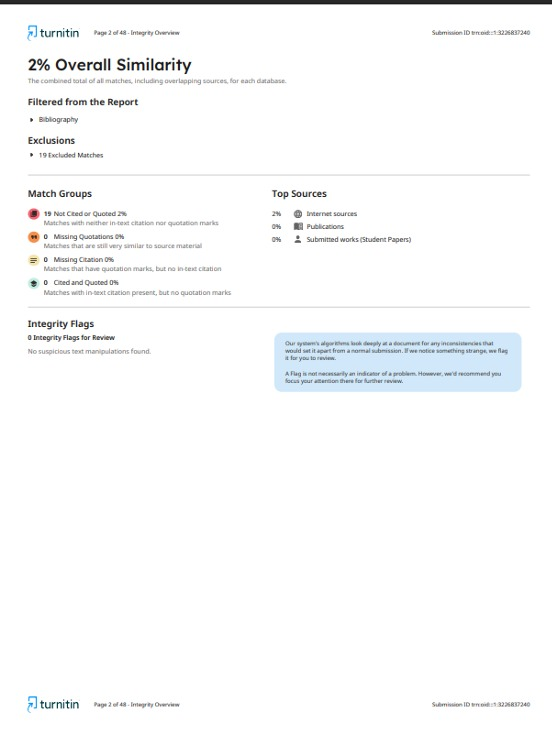 turnitin Page 2 of 48 - Integrity Overview Submission ID trn:oid:::1:3226837240
2% Overall Similarity
The combined total of all matches, including overlapping sources, for each database.
Filtered from the Report
Bibliography
Exclusions
19 Excluded Matches
Match Groups
19 Not Cited or Quoted 2%
Matches with neither in-text citation nor quotation marks
0 Missing Quotations 0%
Matches that are still very similar to source material
0 Missing Citation 0%
Matches that have quotation marks, but no in-text citation
0 Cited and Quoted 0%
Matches with in-text citation present, but no quotation marks
Top Sources
2% Internet sources
0% Publications
0% Submitted works (Student Papers)
Integrity Flags
0 Integrity Flags for Review
No suspicious text manipulations found.
Our system's algorithms look deeply at a document for any inconsistencies that
would set it apart from a normal submission. If we notice something strange, we flag
it for you to review.
A Flag is not necessarily an indicator of a problem. However, we'd recommend you
focus your attention there for further review.
turnitin Page 2 of 48 - Integrity Overview Submission ID trn:oid:::1:3226837240